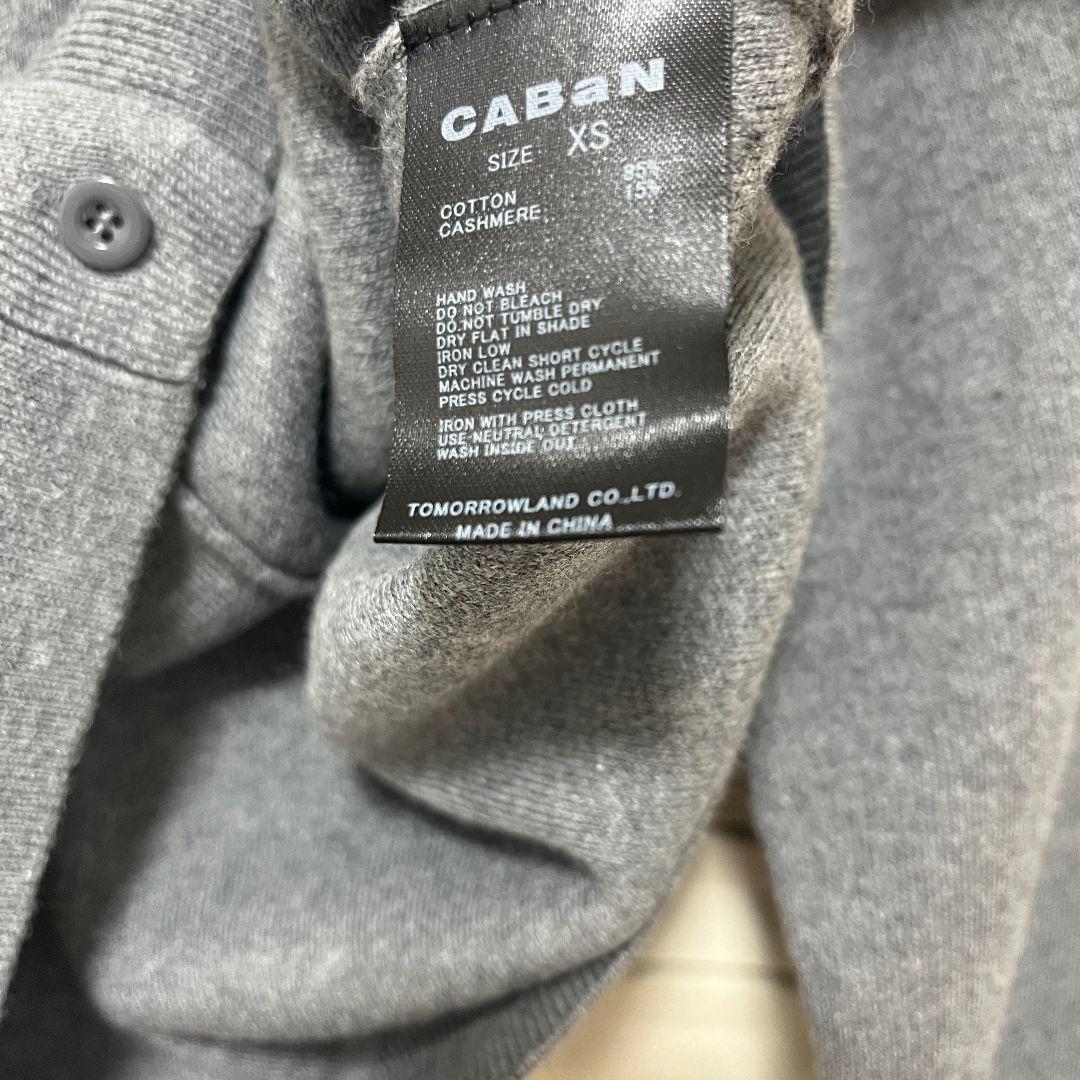 CABaN
SIZE XS
COTTON 85%
CASHMERE 15%
HAND WASH
DO NOT BLEACH
DO NOT TUMBLE DRY
DRY FLAT IN SHADE
IRON LOW
DRY CLEAN SHORT CYCLE
MACHINE WASH PERMANENT
PRESS CYCLE COLD
IRON WITH PRESS CLOTH
USE NEUTRAL DETERGENT
WASH INSIDE OUT
TOMORROWLAND CO.,LTD.
MADE IN CHINA